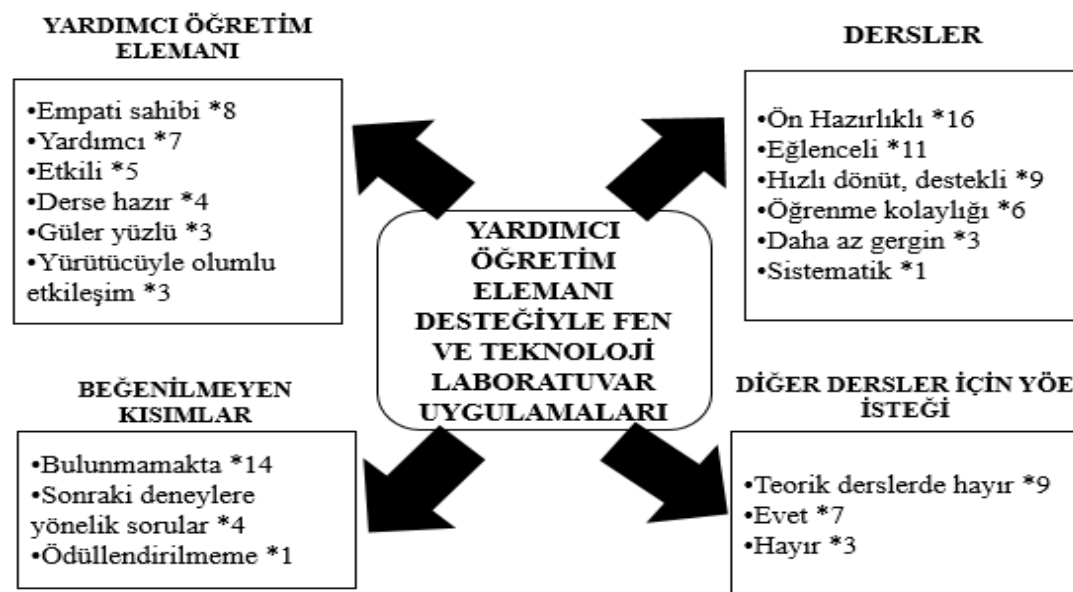 YARDIMCI ÖĞRETİM
ELEMANI
•Empati sahibi *8
•Yardımcı *7
•Etkili *5
•Derse hazır *4
•Güler yüzlü *3
•Yürütücüyle olumlu
etkileşim *3
DERSLER
•Ön Hazırlıklı *16
•Eğlenceli *11
•Hızlı dönüt, destekli *9
•Öğrenme kolaylığı *6
•Daha az gergin *3
•Sistematik *1
YARDIMCI
ÖĞRETİM
ELEMANI
DESTEĞİYLE FEN
VE TEKNOLOJİ
LABORATUVAR
UYGULAMALARI
BEĞENİLMEYEN
KISIMLAR
•Bulunmamakta *14
•Sonraki deneylere
yönelik sorular *4
•Ödüllendirilmeme *1
DİĞER DERSLER İÇİN YÖE
İSTEĞİ
•Teorik derslerde hayır *9
•Evet *7
•Hayır *3